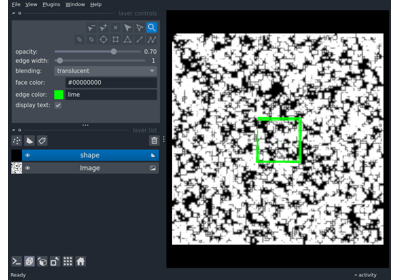 File View Plugins Window Help
layer controls
opacity: 0.70
edge width: 1
blending: translucent
face color: #00000000
edge color: lime
display text:
layer list
shape
Image
Ready
activity